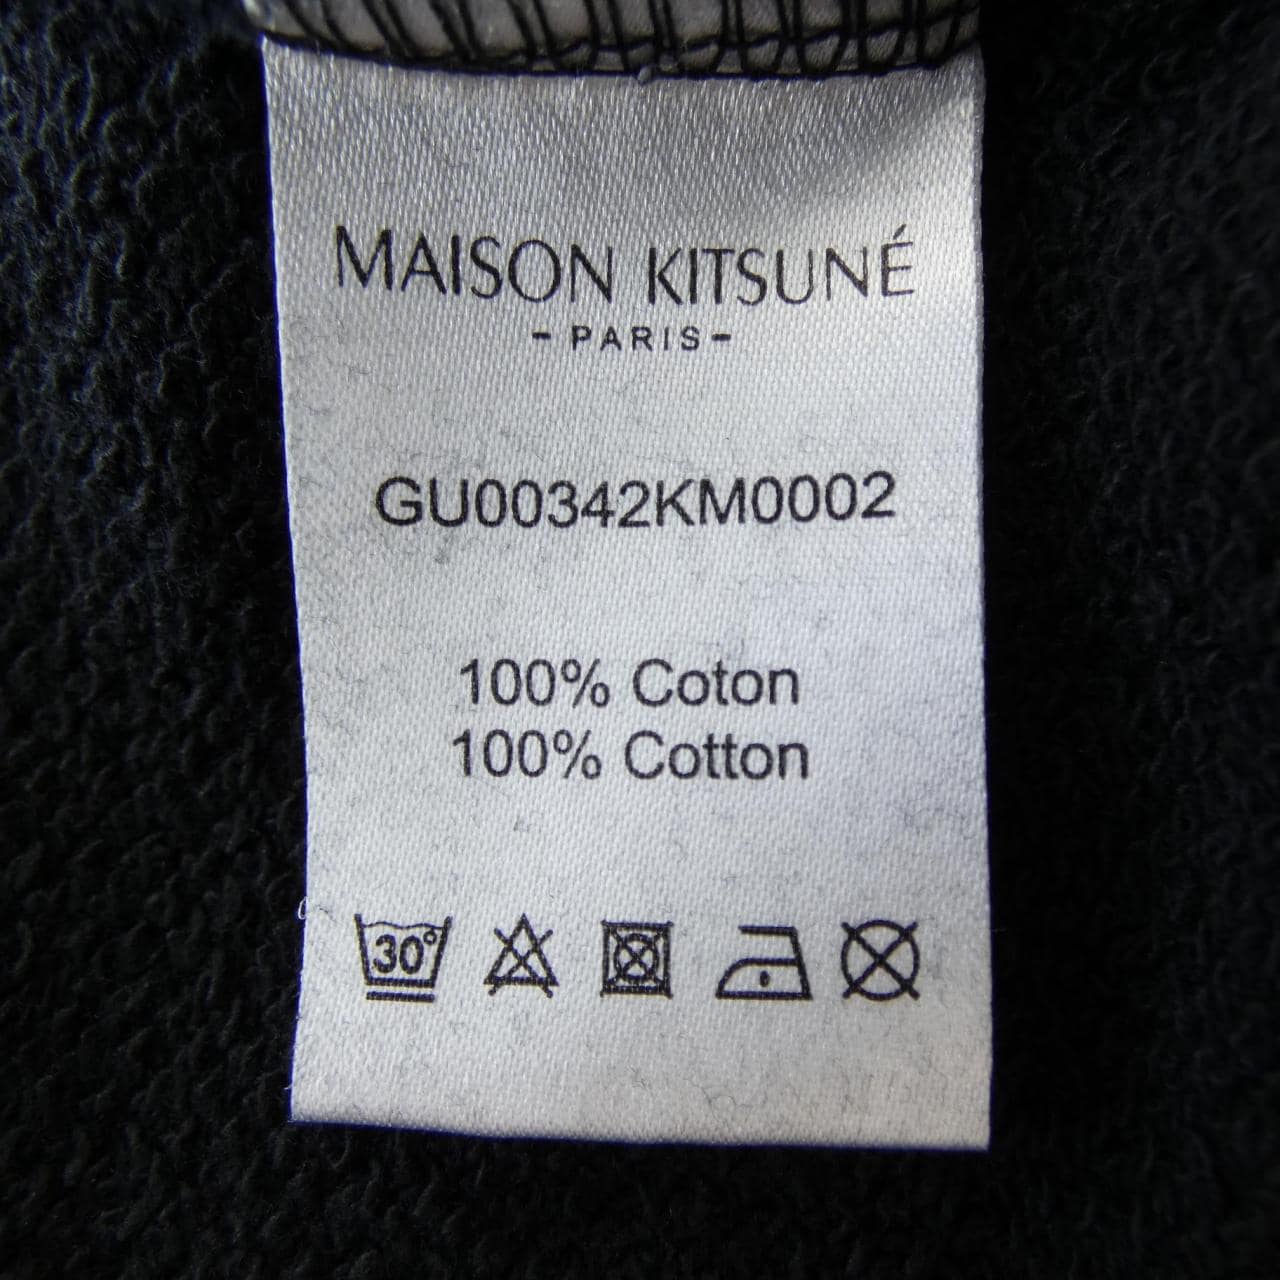 MAISON KITSUNÉ
- PARIS -
GU00342KM0002
100% Coton
100% Cotton
30°